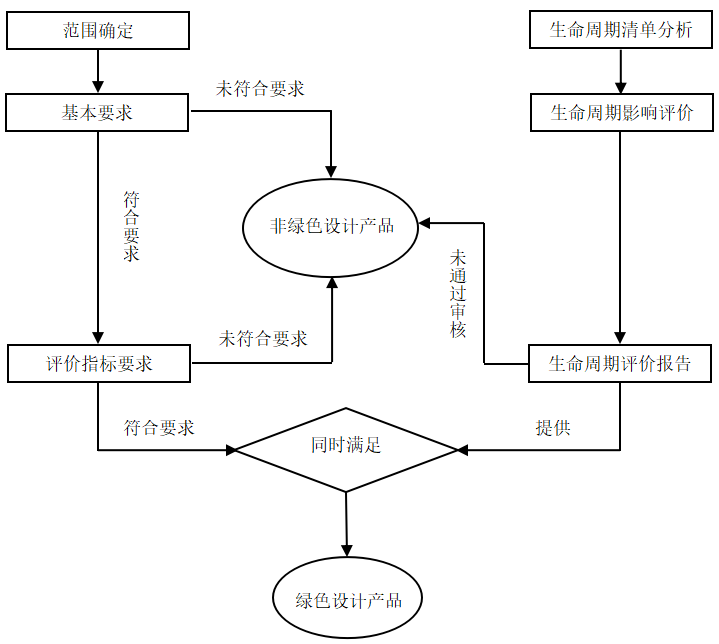 范围确定
生命周期清单分析
未符合要求
基本要求
生命周期影响评价
符合要求
非绿色设计产品
未通过审核
未符合要求
评价指标要求
生命周期评价报告
符合要求
同时满足
提供
绿色设计产品